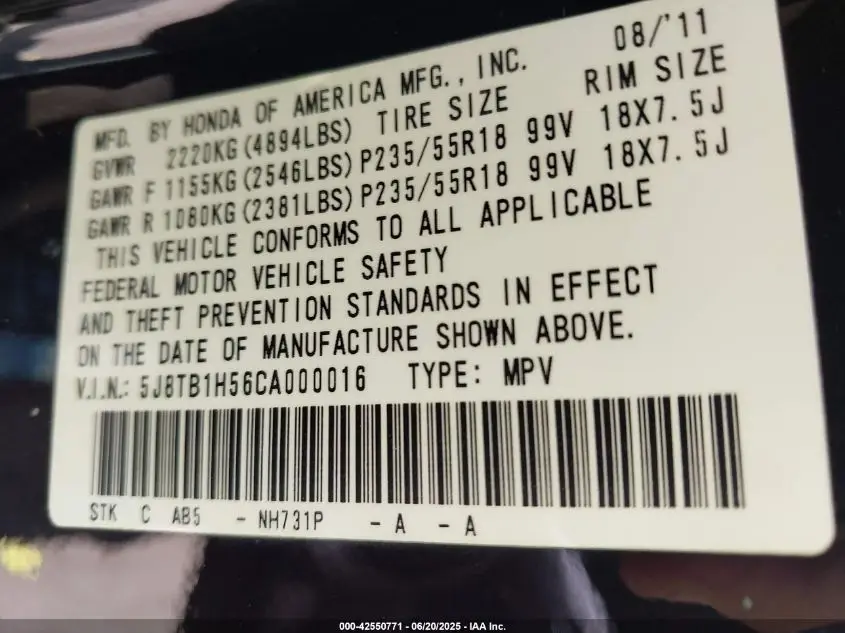 08/'11
MFD. BY HONDA OF AMERICA MFG., INC.
GVWR 2220KG(4894LBS) TIRE SIZE RIM SIZE
GAWR F 1155KG(2546LBS) P235/55R18 99V 18X7.5J
GAWR R 1080KG(2381LBS) P235/55R18 99V 18X7.5J
THIS VEHICLE CONFORMS TO ALL APPLICABLE
FEDERAL MOTOR VEHICLE SAFETY
AND THEFT PREVENTION STANDARDS IN EFFECT
ON THE DATE OF MANUFACTURE SHOWN ABOVE.
V.I.N.: 5J8TB1H56CA000016 TYPE: MPV
STK C AB5 - NH731P - A - A
000-42550771 - 06/20/2025 - IAA Inc.